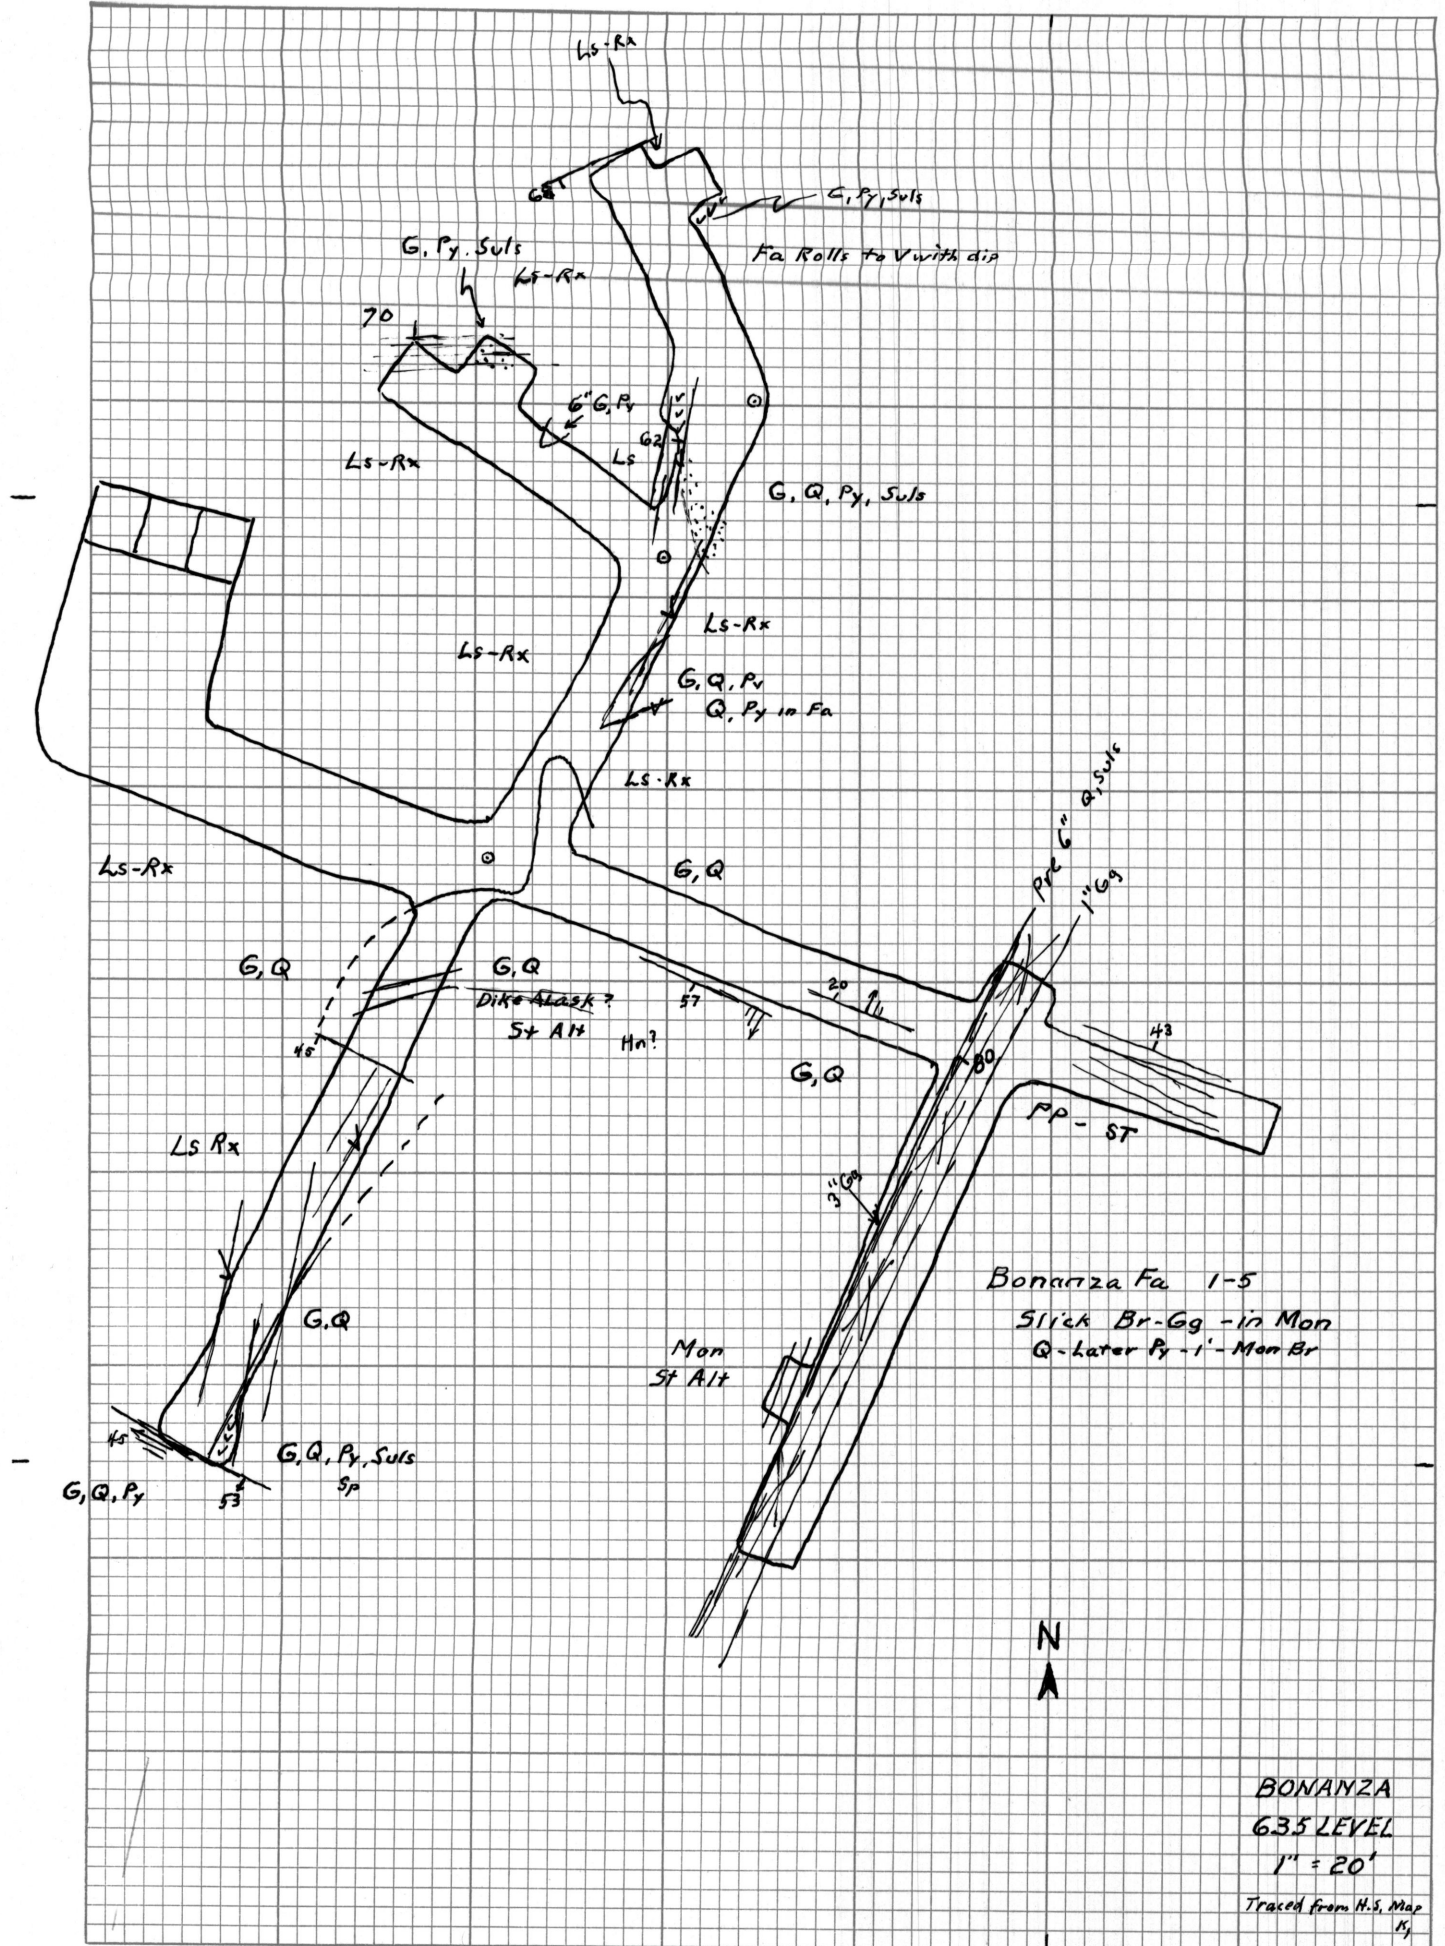 Ls-Rx
68
G, Py, Suls
G, Py, Suls
Ls-Rx
Fa Rolls to V with dip
70
6" G, Py
62
Ls
Ls-Rx
G, Q, Py, Suls
Ls-Rx
Ls-Rx
G, Q, Py
Q, Py in Fa
Ls-Rx
Pre 6" Q, Suls
1" Gg
Ls-Rx
G, Q
G, Q
G, Q
Dike Alask?
St Alt
Hn?
57
20
43
45
80
G, Q
PP - ST
Ls Rx
3" Gg
Bonanza Fa 1-5
Slick Br-Gg - in Mon
Q-Later Py - 1' - Mon Br
G,Q
Mon
St Alt
45
G, Q, Py, Suls
Sp
G, Q, Py
53
N
BONANZA
635 LEVEL
1" = 20'
Traced from H.S. Map